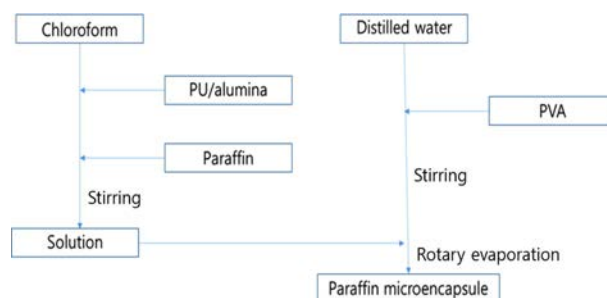 Chloroform
Distilled water
PU/alumina
PVA
Paraffin
Stirring
Stirring
Solution
Rotary evaporation
Paraffin microencapsule